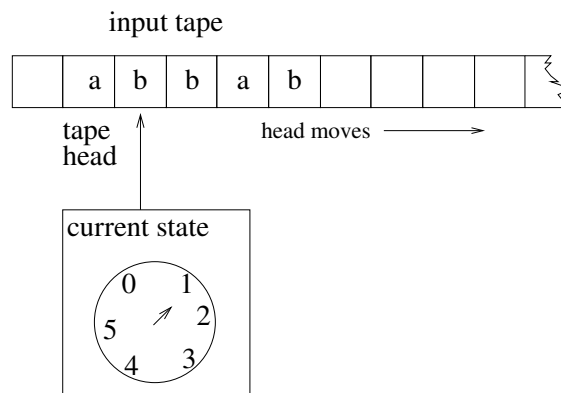 input tape
a b b a b
tape
head
head moves
current state
0 1
5 2
4 3